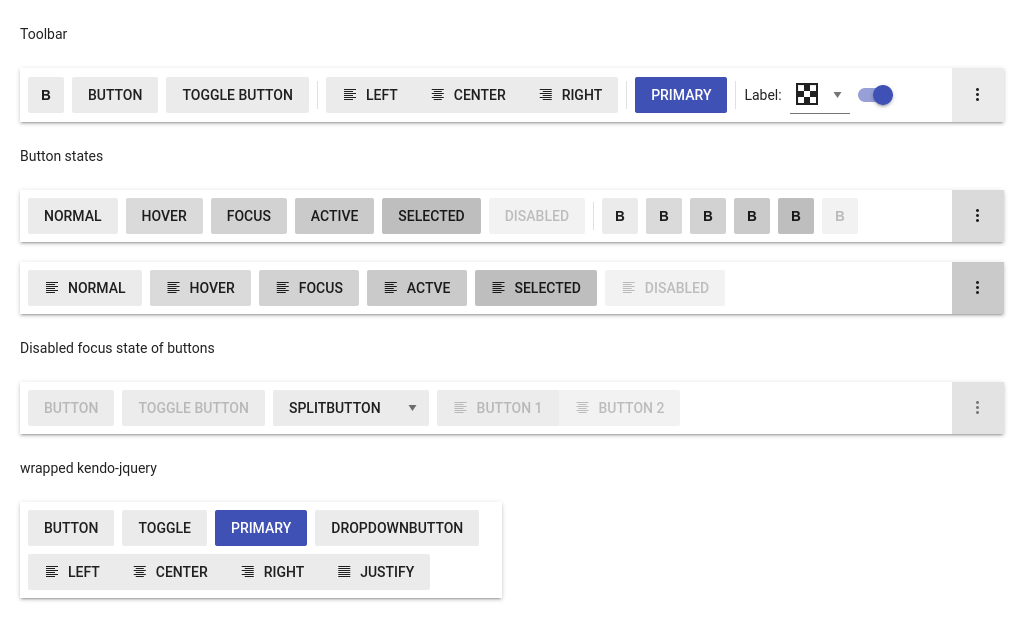 Toolbar
B BUTTON TOGGLE BUTTON LEFT CENTER RIGHT PRIMARY Label:
Button states
NORMAL HOVER FOCUS ACTIVE SELECTED DISABLED B B B B B B
NORMAL HOVER FOCUS ACTVE SELECTED DISABLED
Disabled focus state of buttons
BUTTON TOGGLE BUTTON SPLITBUTTON BUTTON 1 BUTTON 2
wrapped kendo-jquery
BUTTON TOGGLE PRIMARY DROPDOWNBUTTON
LEFT CENTER RIGHT JUSTIFY